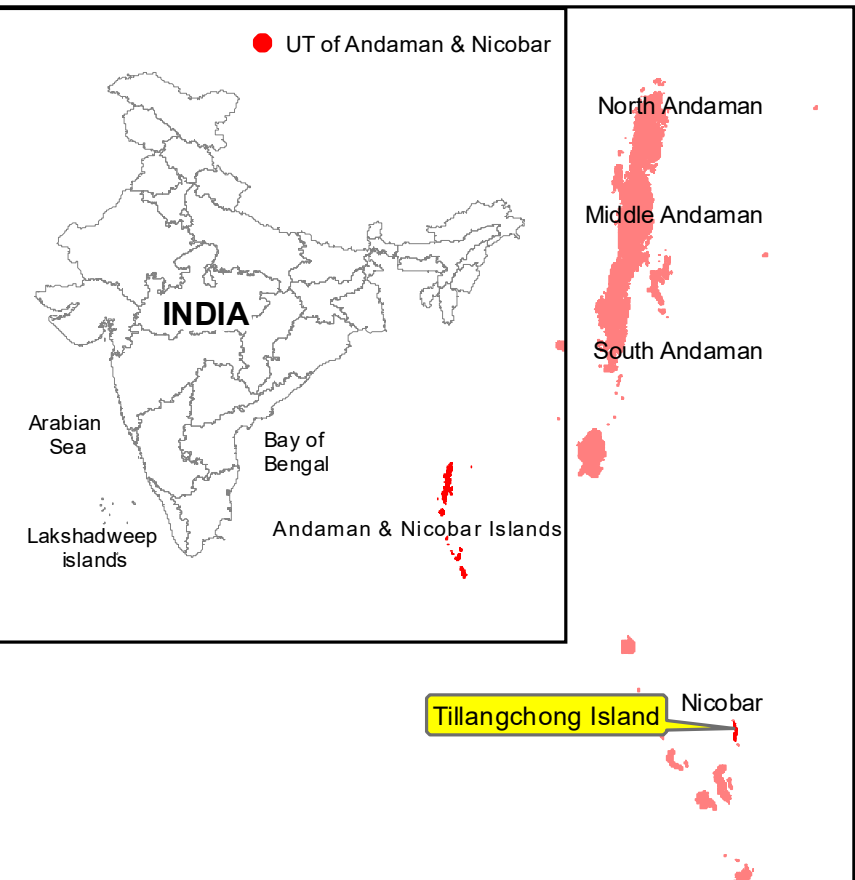 UT of Andaman & Nicobar
North Andaman
Middle Andaman
INDIA
South Andaman
Arabian
Sea
Bay of
Bengal
Andaman & Nicobar Islands
Lakshadweep
islands
Nicobar
Tillangchong Island